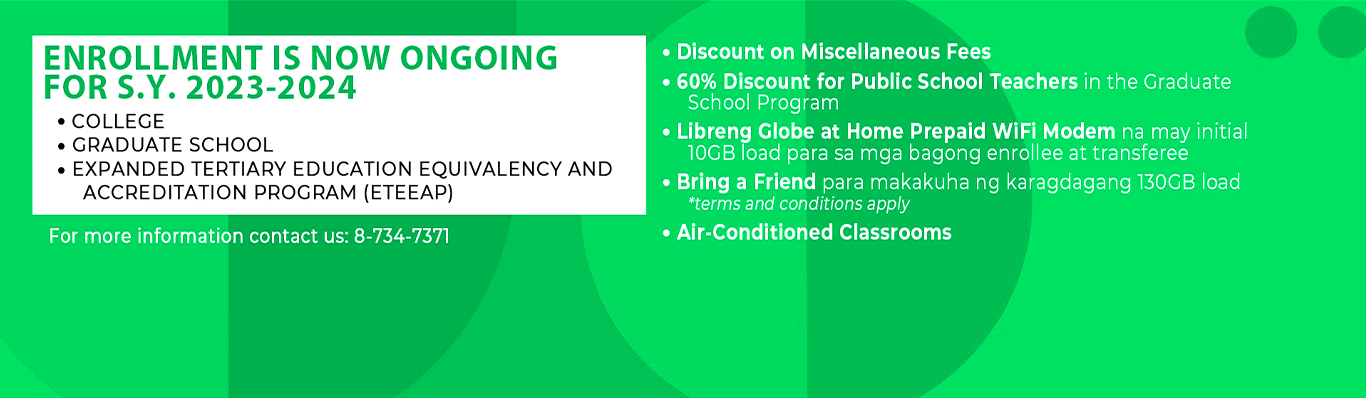 ENROLLMENT IS NOW ONGOING
FOR S.Y. 2023-2024
• COLLEGE
• GRADUATE SCHOOL
• EXPANDED TERTIARY EDUCATION EQUIVALENCY AND
ACCREDITATION PROGRAM (ETEEAP)
For more information contact us: 8-734-7371
• Discount on Miscellaneous Fees
• 60% Discount for Public School Teachers in the Graduate
School Program
• Libreng Globe at Home Prepaid WiFi Modem na may initial
10GB load para sa mga bagong enrollee at transferee
• Bring a Friend para makakuha ng karagdagang 130GB load
*terms and conditions apply
• Air-Conditioned Classrooms